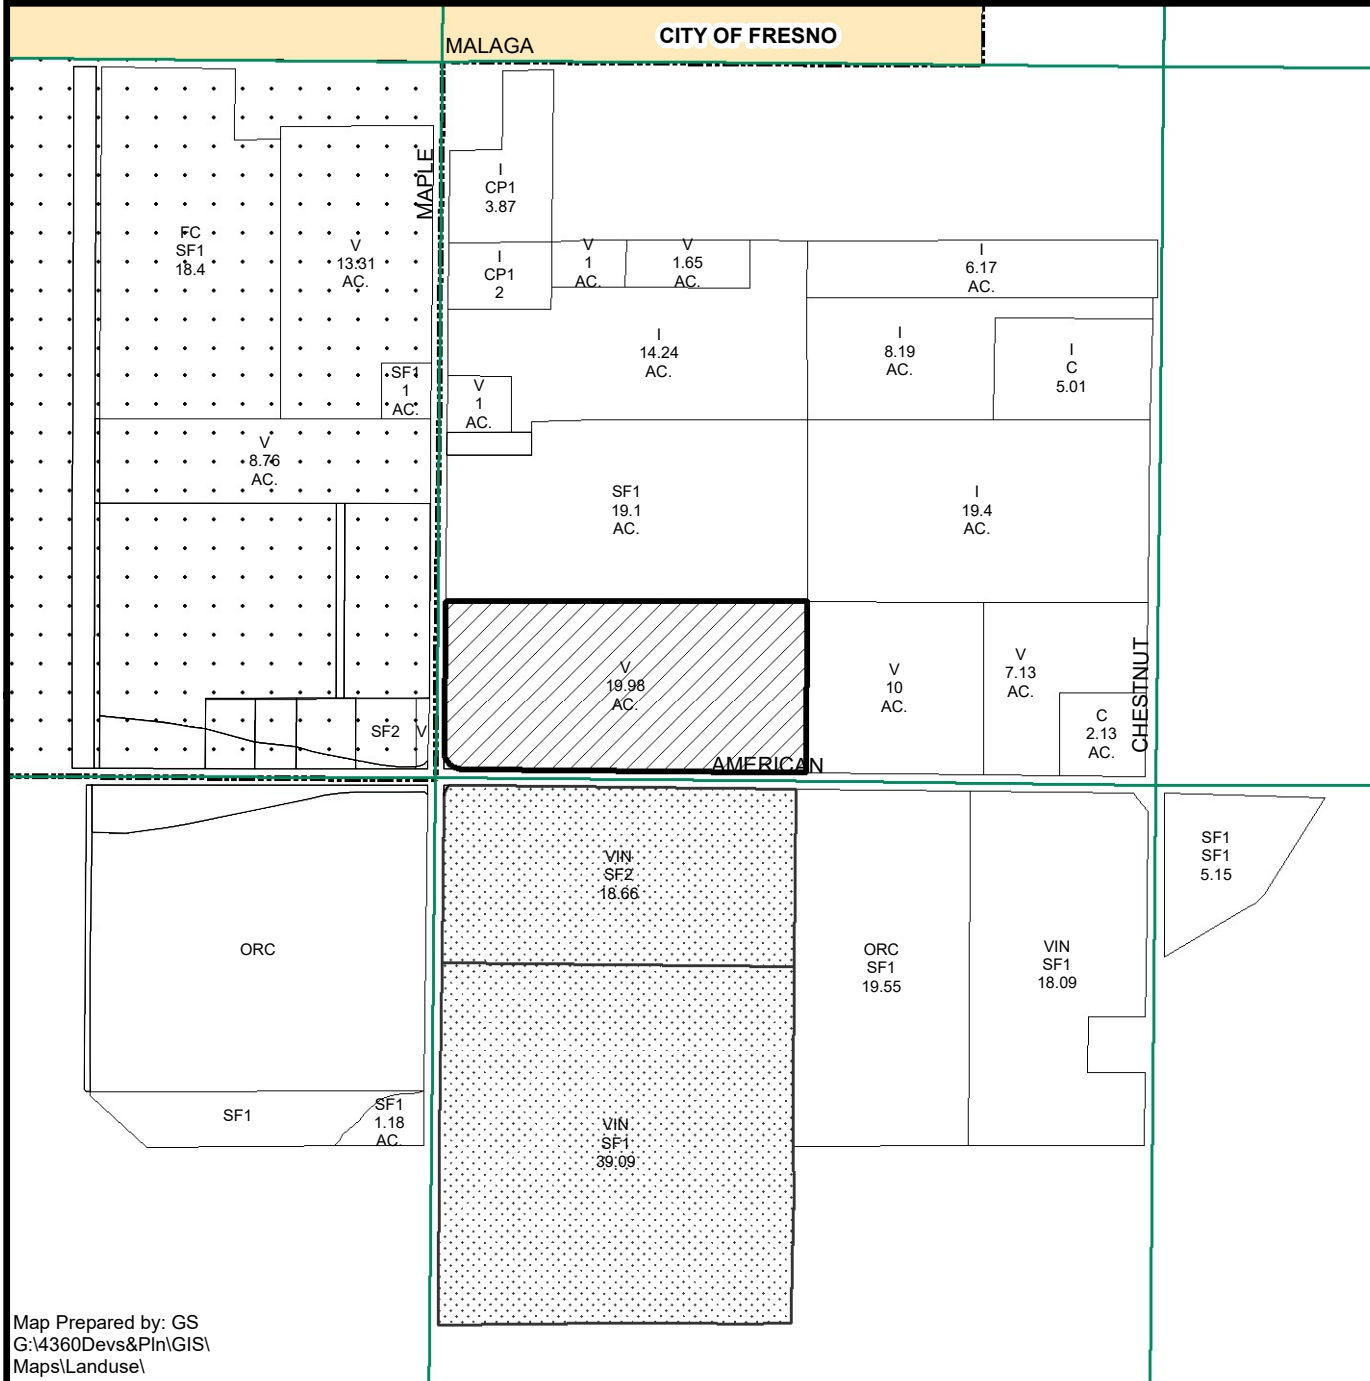 CITY OF FRESNO
MALAGA
MAPLE
I
CP1
3.87
FC
SF1
18.4
V
13.31
AC.
I
CP1
2
V
1
AC.
V
1.65
AC.
I
6.17
AC.
I
14.24
AC.
I
8.19
AC.
I
C
5.01
SF1
1
AC.
V
1
AC.
V
8.76
AC.
SF1
19.1
AC.
I
19.4
AC.
V
19.98
AC.
V
10
AC.
V
7.13
AC.
CHESTNUT
C
2.13
AC.
SF2
V
AMERICAN
VIN
SF2
18.66
SF1
SF1
5.15
ORC
ORC
SF1
19.55
VIN
SF1
18.09
SF1
SF1
1.18
AC.
VIN
SF1
39.09
Map Prepared by: GS
G:\4360Devs&Pln\GIS\
Maps\Landuse\